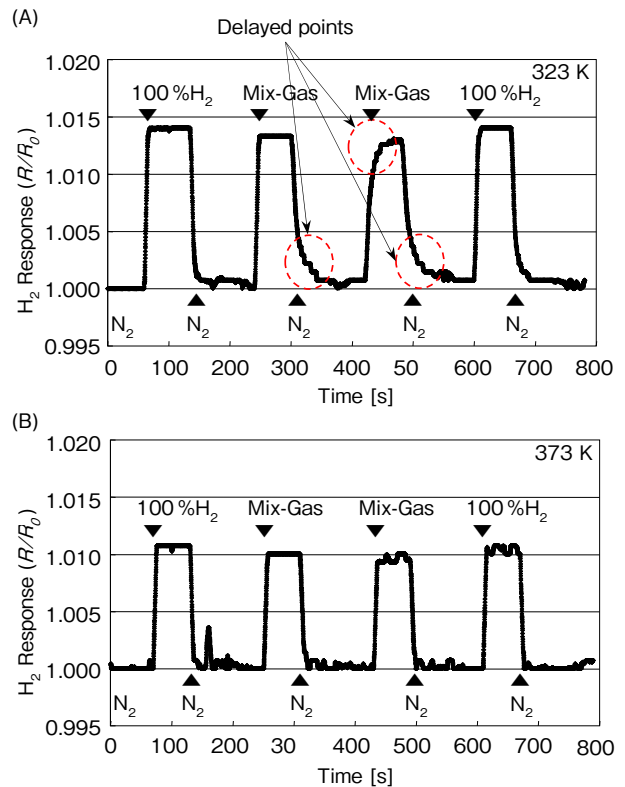 (A)
Delayed points
323 K
100 %H₂
Mix-Gas
Mix-Gas
100 %H₂
1.020
1.015
1.010
1.005
1.000
0.995
H₂ Response (R/R₀)
N₂
N₂
N₂
N₂
N₂
0
100
200
300
400
500
600
700
800
Time [s]
(B)
373 K
100 %H₂
Mix-Gas
Mix-Gas
100 %H₂
1.020
1.015
1.010
1.005
1.000
0.995
H₂ Response (R/R₀)
N₂
N₂
N₂
N₂
N₂
0
100
200
300
400
500
600
700
800
Time [s]